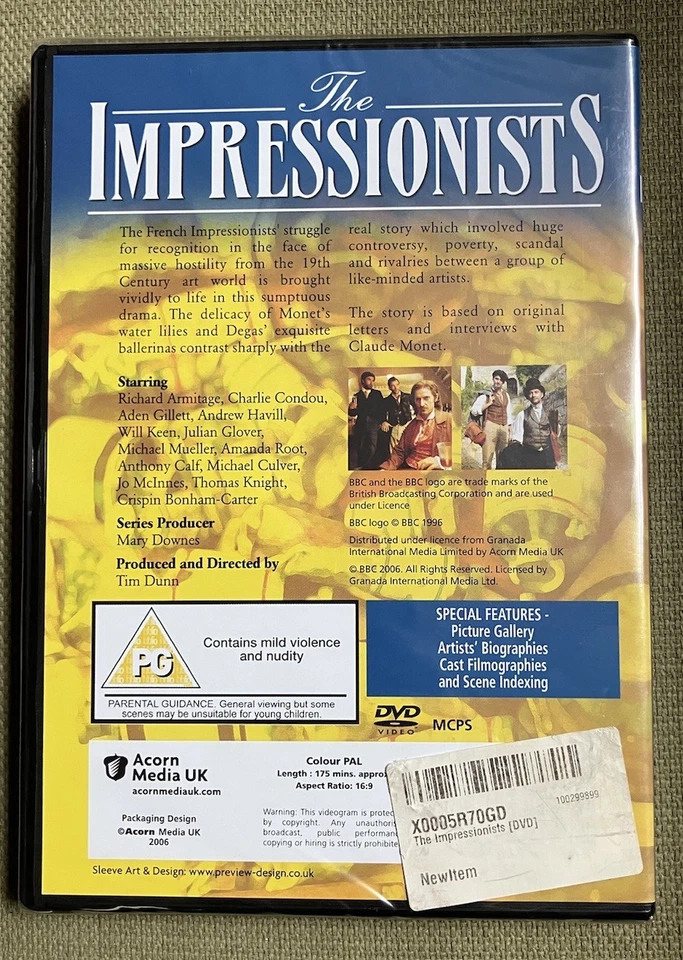 The
IMPRESSIONISTS
The French Impressionists' struggle
for recognition in the face of
massive hostility from the 19th
Century art world is brought
vividly to life in this sumptuous
drama. The delicacy of Monet's
water lilies and Degas' exquisite
ballerinas contrast sharply with the
real story which involved huge
controversy, poverty, scandal
and rivalries between a group of
like-minded artists.
The story is based on original
letters and interviews with
Claude Monet.
Starring
Richard Armitage, Charlie Condou,
Aden Gillett, Andrew Havill,
Will Keen, Julian Glover,
Michael Mueller, Amanda Root,
Anthony Calf, Michael Culver,
Jo McInnes, Thomas Knight,
Crispin Bonham-Carter
Series Producer
Mary Downes
Produced and Directed by
Tim Dunn
BBC and the BBC logo are trade marks of the
British Broadcasting Corporation and are used
under Licence
BBC logo © BBC 1996
Distributed under licence from Granada
International Media Limited by Acorn Media UK
©.BBC 2006. All Rights Reserved. Licensed by
Granada International Media Ltd.
PG
Contains mild violence
and nudity
PARENTAL GUIDANCE. General viewing but some
scenes may be unsuitable for young children.
SPECIAL FEATURES -
Picture Gallery
Artists' Biographies
Cast Filmographies
and Scene Indexing
DVD
VIDEO
MCPS
Acorn
Media UK
acornmediauk.com
Packaging Design
©Acorn Media UK
2006
Colour PAL
Length : 175 mins. approx
Aspect Ratio: 16:9
Warning: This videogram is protec
by copyright. Any unauthoris
broadcast, public performanc
copying or hiring is strictly prohibite
Sleeve Art & Design: www.preview-design.co.uk
100299899
X0005R70GD
The Impressionists [DVD]
NewItem